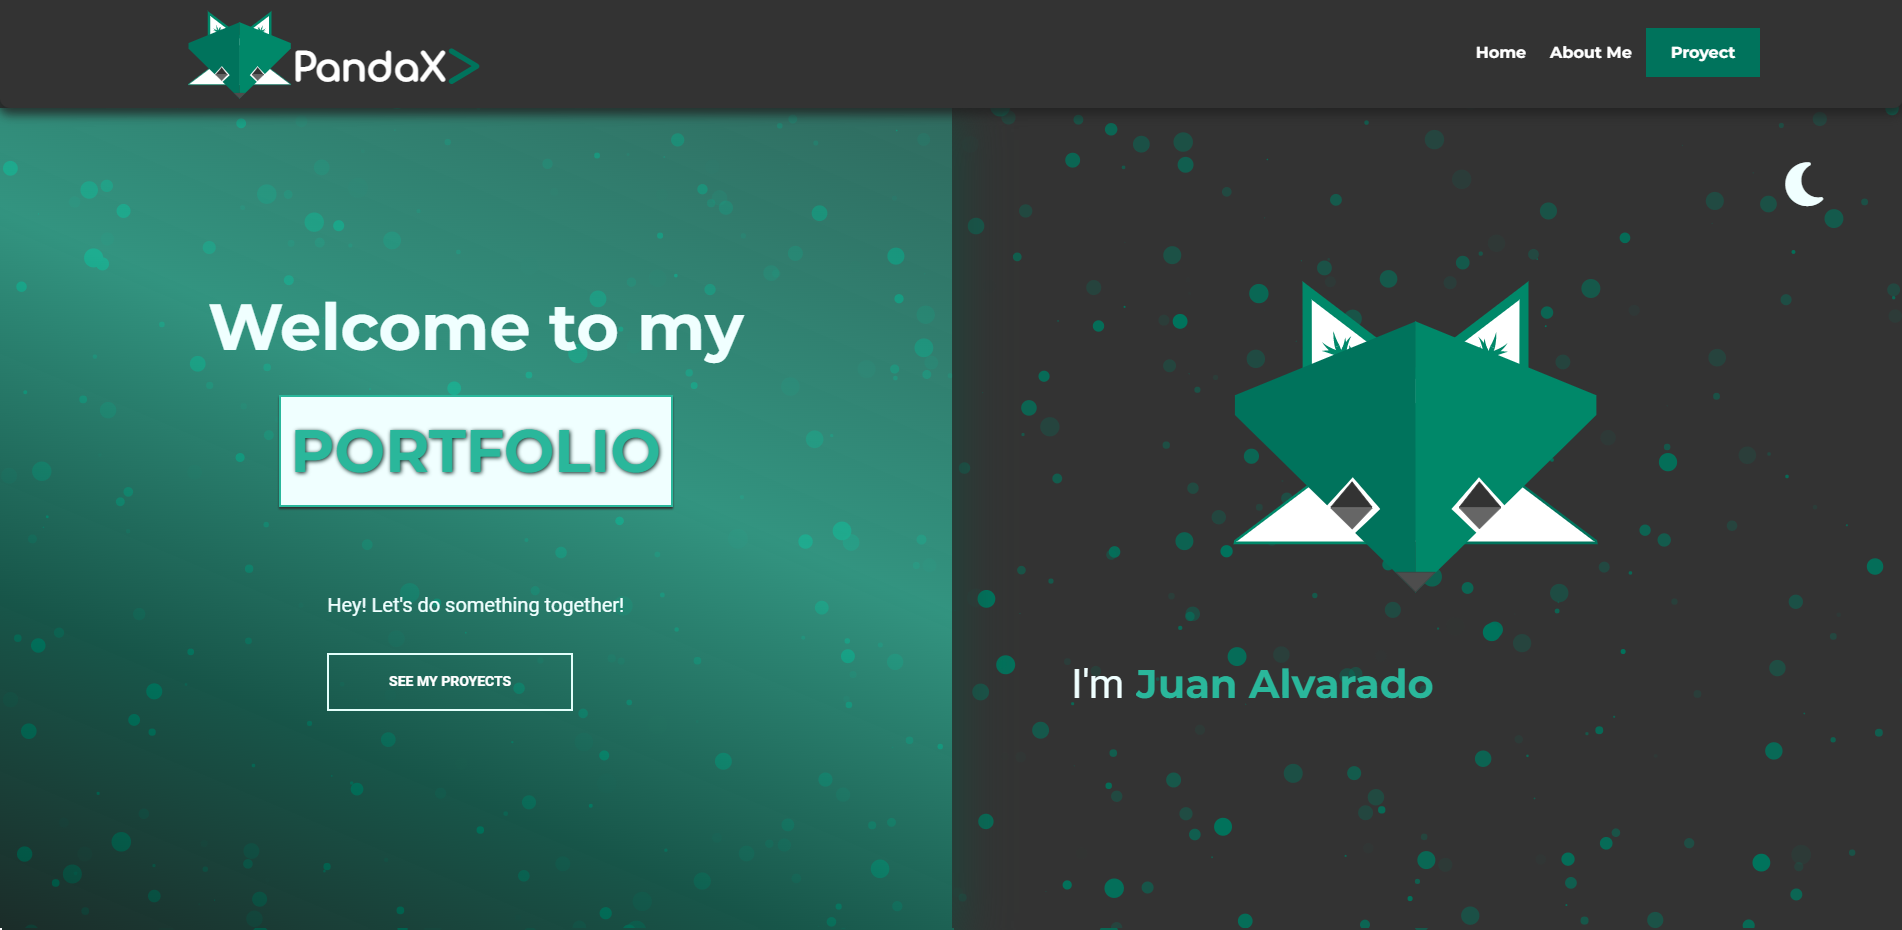 PandaX>
Home
About Me
Proyect
Welcome to my
PORTFOLIO
Hey! Let's do something together!
SEE MY PROYECTS
I'm Juan Alvarado